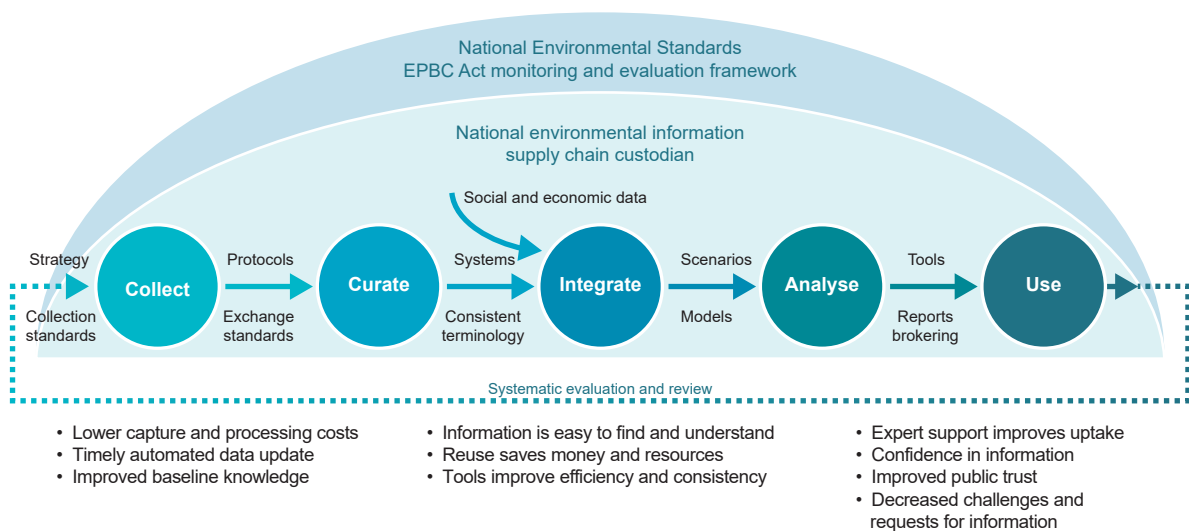 National Environmental Standards
EPBC Act monitoring and evaluation framework
National environmental information
supply chain custodian
Social and economic data
Strategy
Collection
standards
Collect
Protocols
Exchange
standards
Curate
Systems
Consistent
terminology
Integrate
Scenarios
Models
Analyse
Tools
Reports
brokering
Use
Systematic evaluation and review
• Lower capture and processing costs
• Timely automated data update
• Improved baseline knowledge
• Information is easy to find and understand
• Reuse saves money and resources
• Tools improve efficiency and consistency
• Expert support improves uptake
• Confidence in information
• Improved public trust
• Decreased challenges and
requests for information